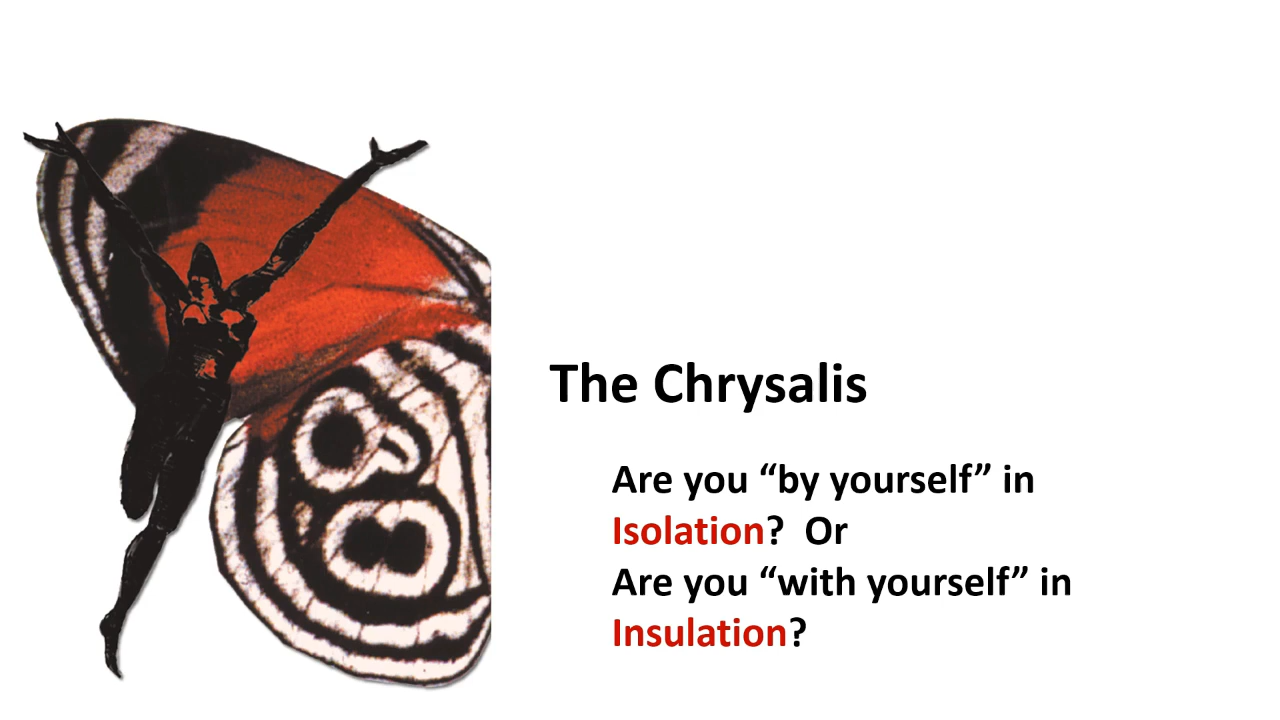 The Chrysalis
Are you “by yourself” in
Isolation?  Or
Are you “with yourself” in
Insulation?